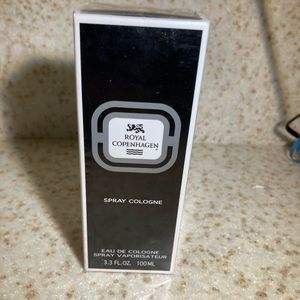 ROYAL
COPENHAGEN®
SPRAY COLOGNE
EAU DE COLOGNE
SPRAY VAPORISATEUR
3.3 FL.OZ. 100ML